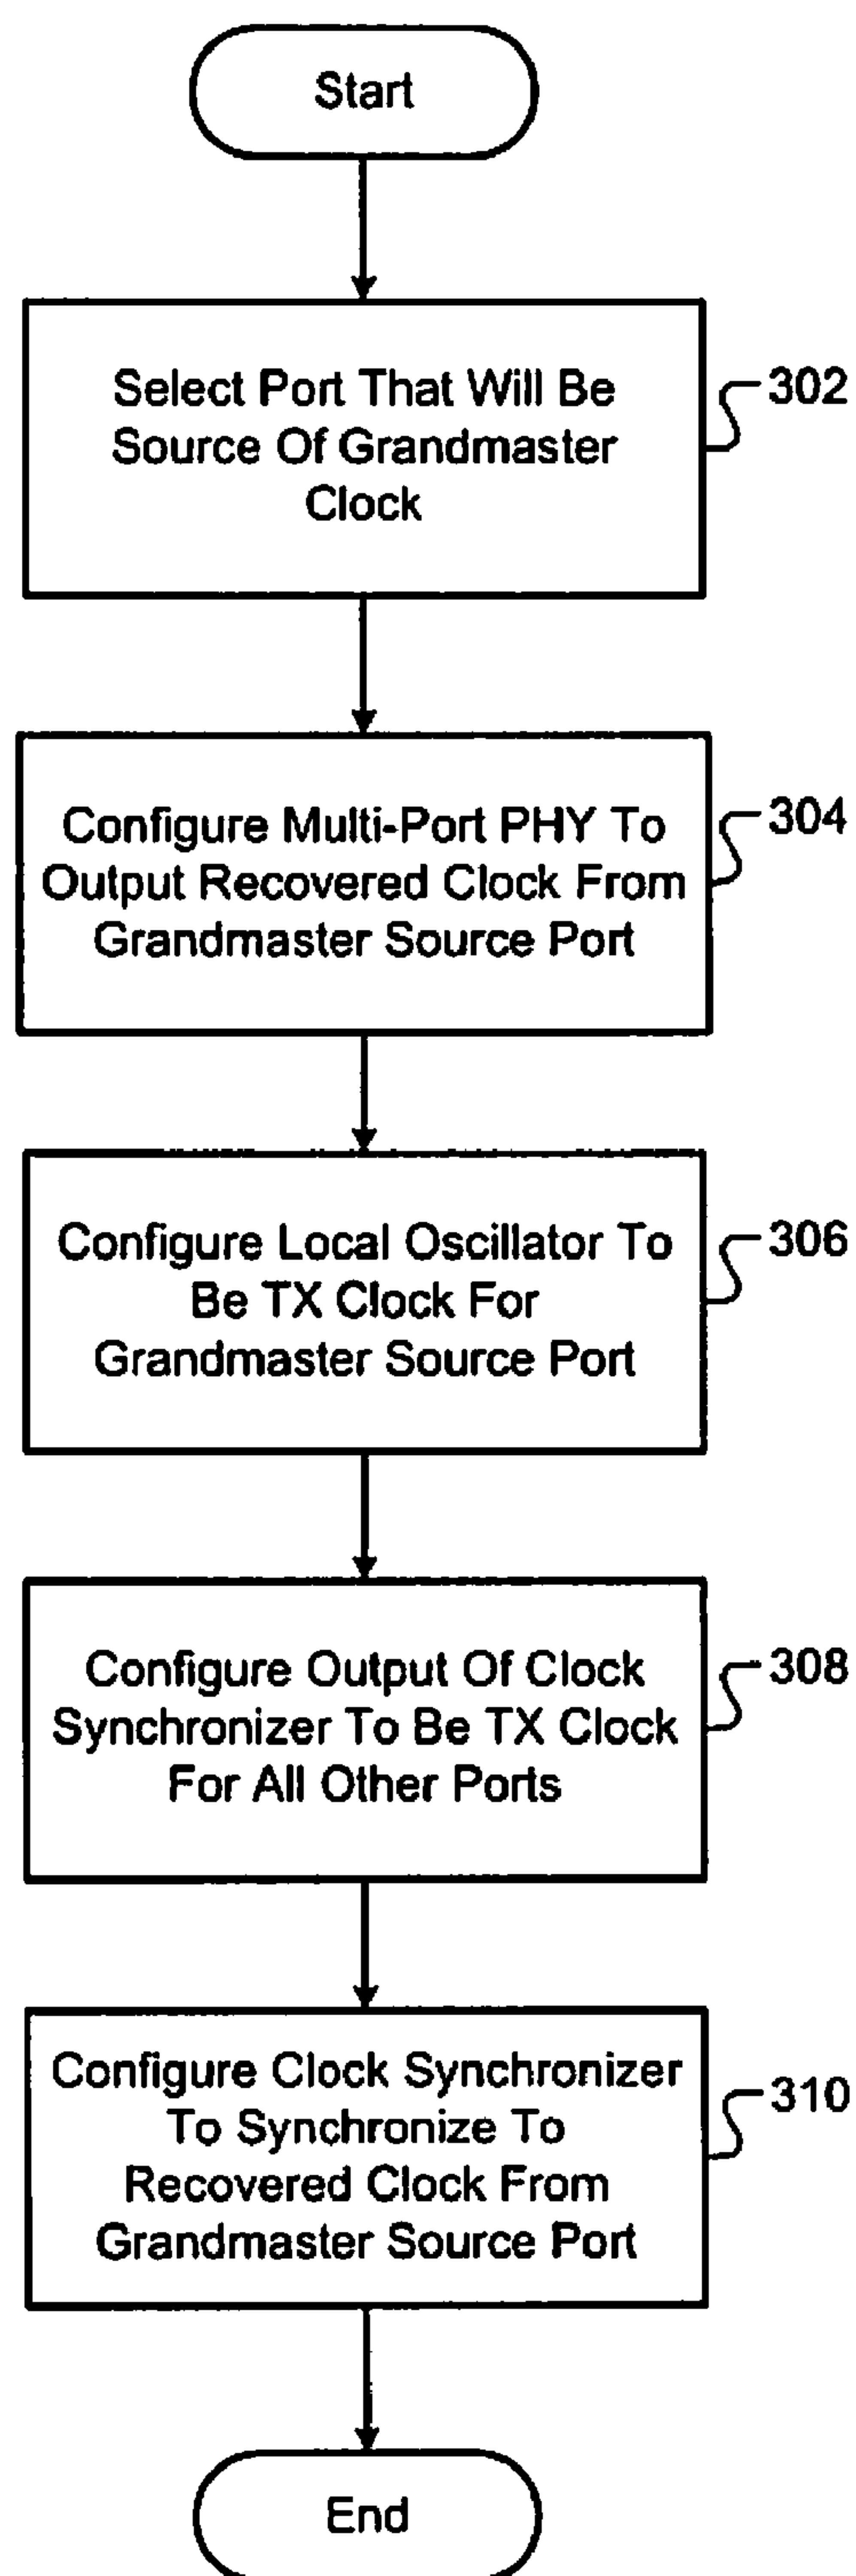 Start
Select Port That Will Be
Source Of Grandmaster
Clock
302
Configure Multi-Port PHY To
Output Recovered Clock From
Grandmaster Source Port
304
Configure Local Oscillator To
Be TX Clock For
Grandmaster Source Port
306
Configure Output Of Clock
Synchronizer To Be TX Clock
For All Other Ports
308
Configure Clock Synchronizer
To Synchronize To
Recovered Clock From
Grandmaster Source Port
310
End